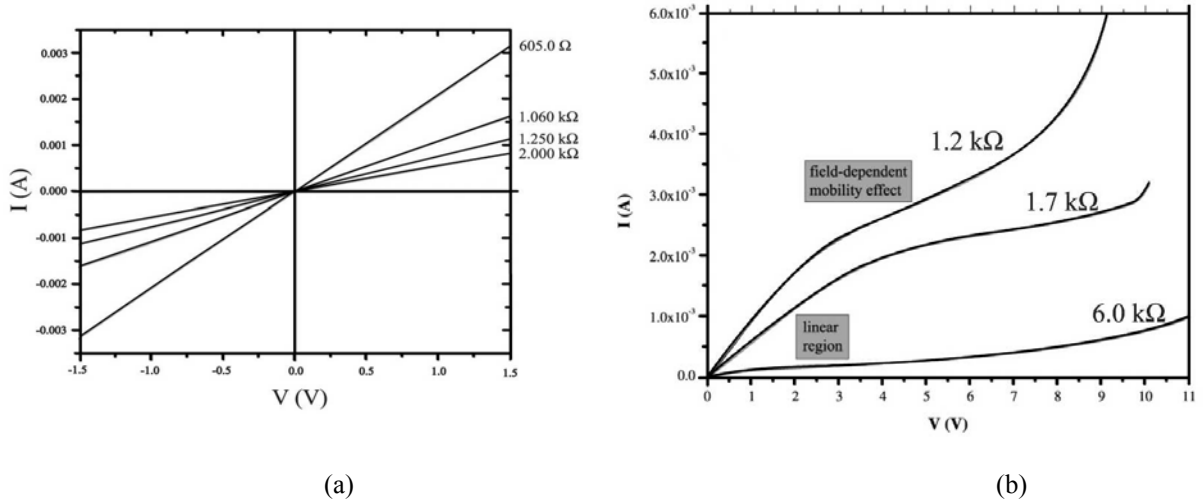 0.003
0.002
0.001
0.000
-0.001
-0.002
-0.003
I (A)
-1.5
-1.0
-0.5
0.0
0.5
1.0
1.5
V (V)
605.0 Ω
1.060 kΩ
1.250 kΩ
2.000 kΩ
(a)
6.0x10⁻³
5.0x10⁻³
4.0x10⁻³
3.0x10⁻³
2.0x10⁻³
1.0x10⁻³
0.0
I (A)
0
1
2
3
4
5
6
7
8
9
10
11
V (V)
1.2 kΩ
field-dependent
mobility effect
1.7 kΩ
linear
region
6.0 kΩ
(b)